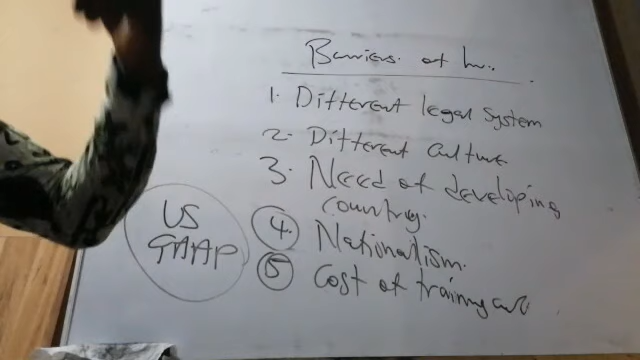 Barriers of
1. Different legal system
2. Different culture
3. Need of developing
country.
4. Nationalism.
5 Cost of training
US
GAAP